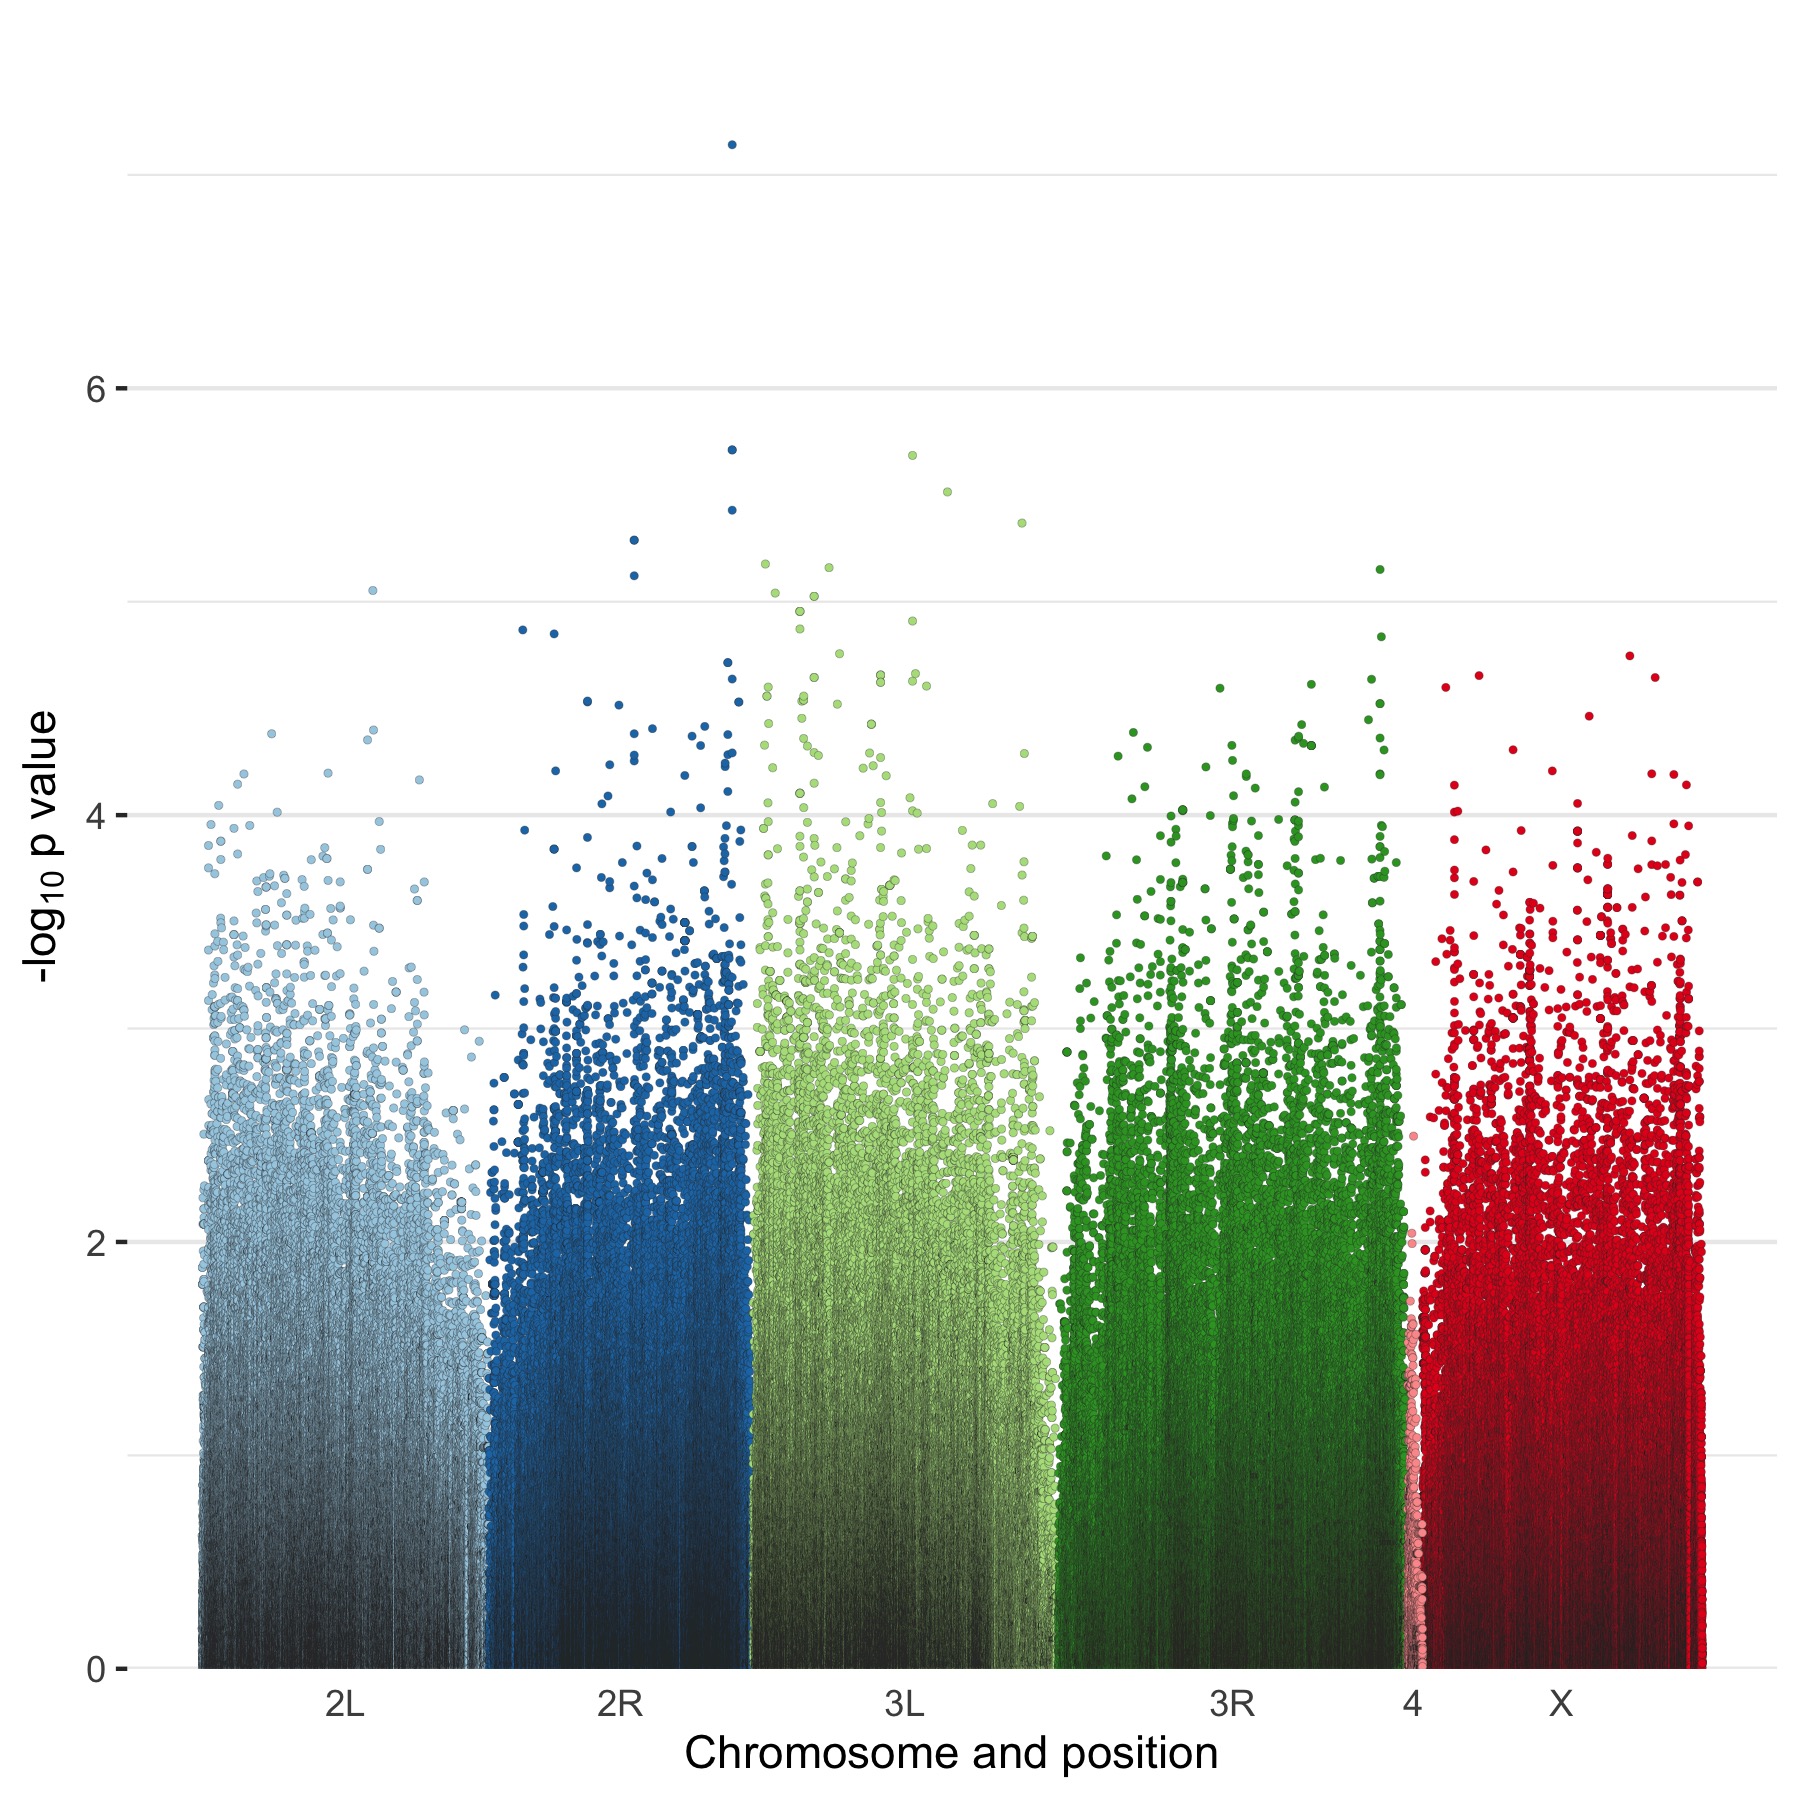 -log₁₀ p value
6
4
2
0
2L 2R 3L 3R 4 X
Chromosome and position